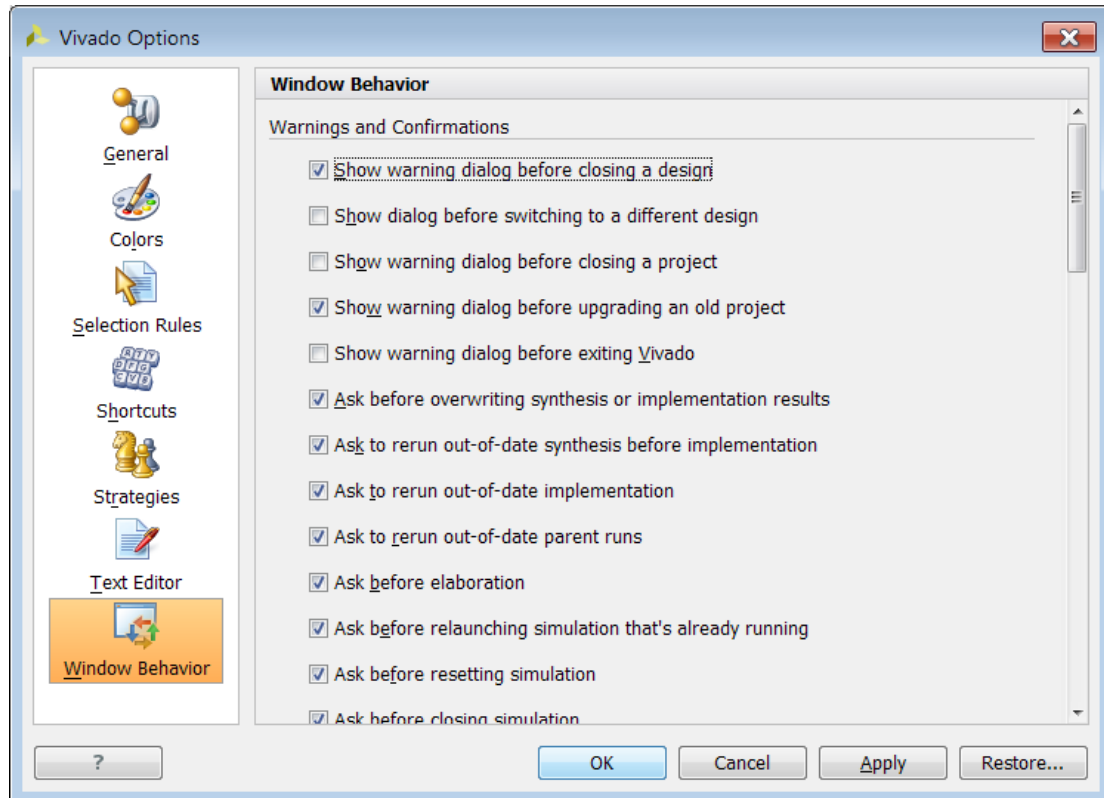 Vivado Options
General
Colors
Selection Rules
Shortcuts
Strategies
Text Editor
Window Behavior
Window Behavior
Warnings and Confirmations
Show warning dialog before closing a design
Show dialog before switching to a different design
Show warning dialog before closing a project
Show warning dialog before upgrading an old project
Show warning dialog before exiting Vivado
Ask before overwriting synthesis or implementation results
Ask to rerun out-of-date synthesis before implementation
Ask to rerun out-of-date implementation
Ask to rerun out-of-date parent runs
Ask before elaboration
Ask before relaunching simulation that's already running
Ask before resetting simulation
Ask before closing simulation
?
OK
Cancel
Apply
Restore...